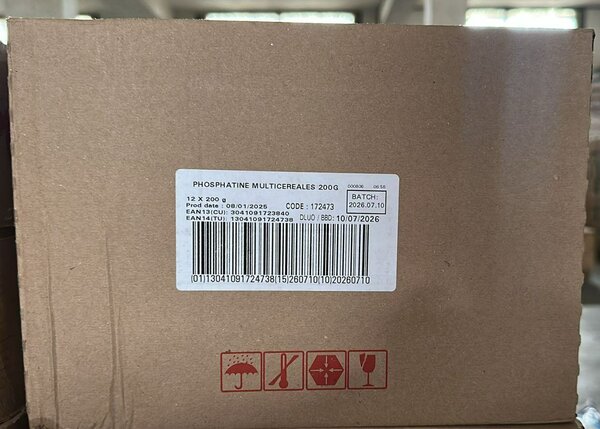 PHOSPHATINE MULTICEREALES 200G
000806 06:56
12 X 200 g
Prod date : 08/01/2025
CODE : 172473
BATCH:
2026.07.10
EAN13(CU): 3041091723840
EAN14(TU): 13041091724738
DLUO / BBD: 10/07/2026
(01)13041091724738(15)260710(10)20260710